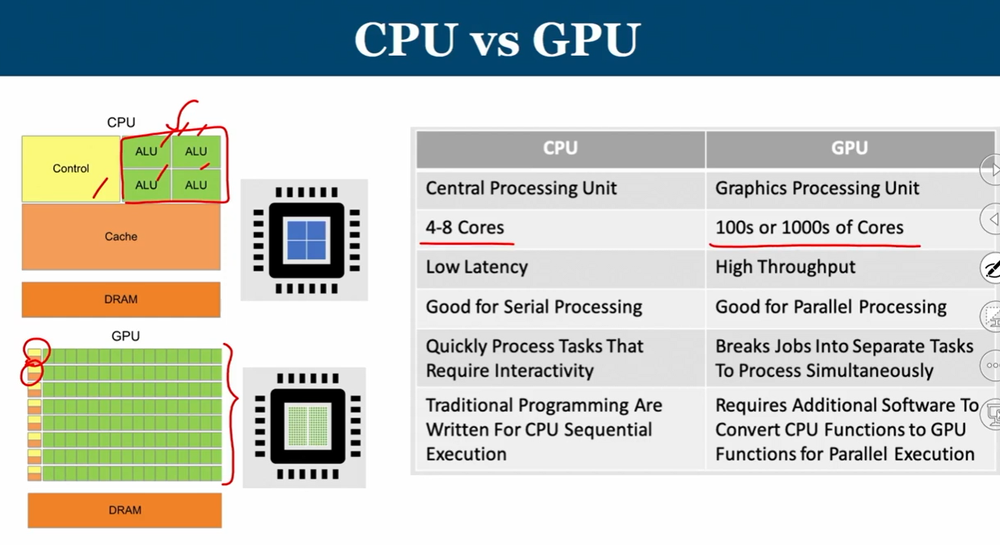 CPU vs GPU
CPU
Control
ALU
ALU
ALU
ALU
Cache
DRAM
GPU
DRAM
CPU
GPU
Central Processing Unit
Graphics Processing Unit
4-8 Cores
100s or 1000s of Cores
Low Latency
High Throughput
Good for Serial Processing
Good for Parallel Processing
Quickly Process Tasks That
Require Interactivity
Breaks Jobs Into Separate Tasks
To Process Simultaneously
Traditional Programming Are
Written For CPU Sequential
Execution
Requires Additional Software To
Convert CPU Functions to GPU
Functions for Parallel Execution